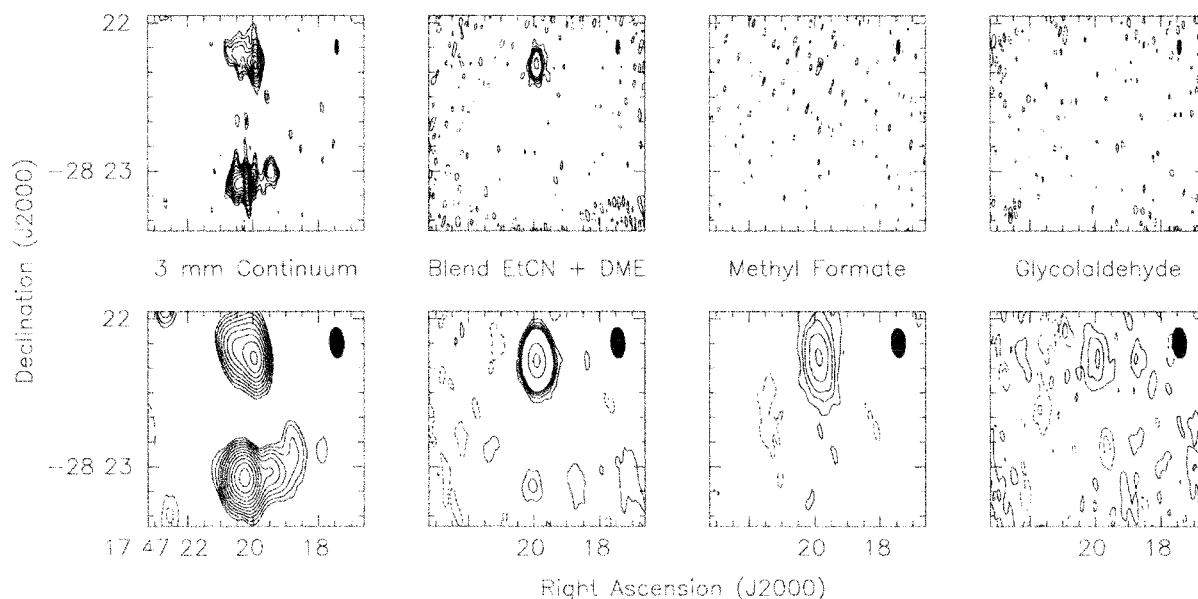 22
-28 23
Declination (J2000)
3 mm Continuum
Blend EtCN + DME
Methyl Formate
Glycolaldehyde
22
-28 23
17 47 22 20 18
20 18
20 18
20 18
Right Ascension (J2000)